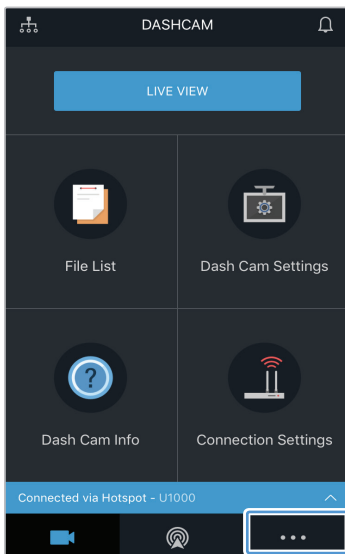 DASHCAM
LIVE VIEW
File List
Dash Cam Settings
?
Dash Cam Info
Connection Settings
Connected via Hotspot - U1000